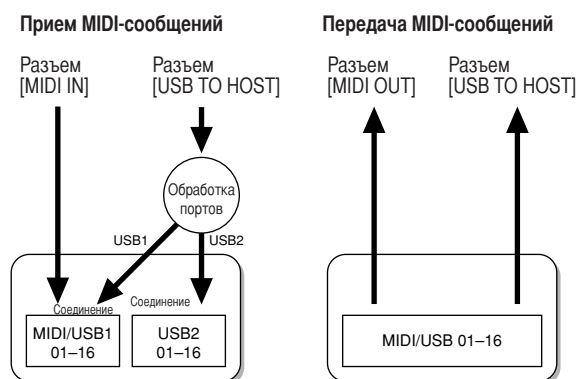 Прием MIDI-сообщений
Разъем
[MIDI IN]
Разъем
[USB TO HOST]
Обработка
портов
USB1
USB2
Соединение
Соединение
MIDI/USB1
01–16
USB2
01–16
Передача MIDI-сообщений
Разъем
[MIDI OUT]
Разъем
[USB TO HOST]
MIDI/USB 01–16